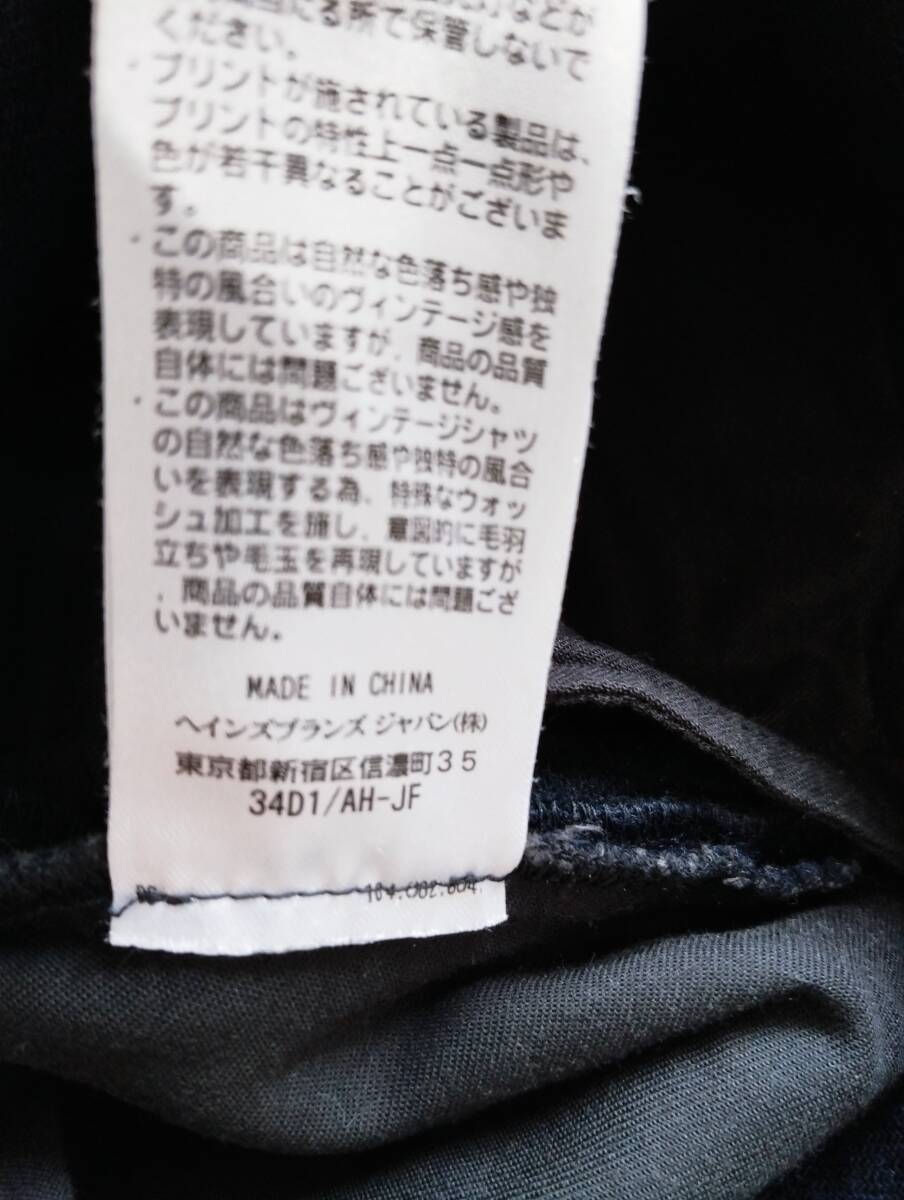 当たる所で保管しないで
ください。
・プリントが施されている製品は、
プリントの特性上一点一点形や
色が若干異なることがございま
す。
・この商品は自然な色落ち感や独
特の風合いのヴィンテージ感を
表現していますが、商品の品質
自体には問題ございません。
・この商品はヴィンテージシャツ
の自然な色落ち感や独特の風合
いを表現する為、特殊なウォッ
シュ加工を施し、意図的に毛羽
立ちや毛玉を再現していますが
、商品の品質自体には問題ござ
いません。
MADE IN CHINA
ヘインズブランズ ジャパン(株)
東京都新宿区信濃町35
34D1/AH-JF